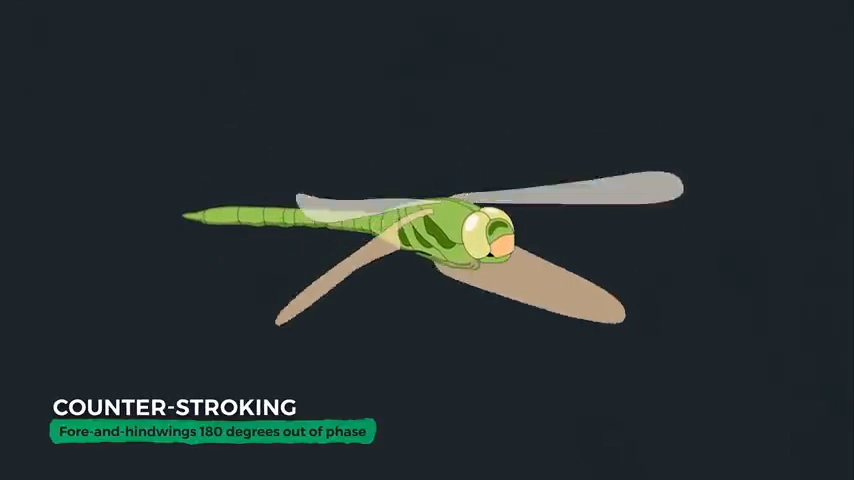 COUNTER-STROKING
Fore-and-hindwings 180 degrees out of phase